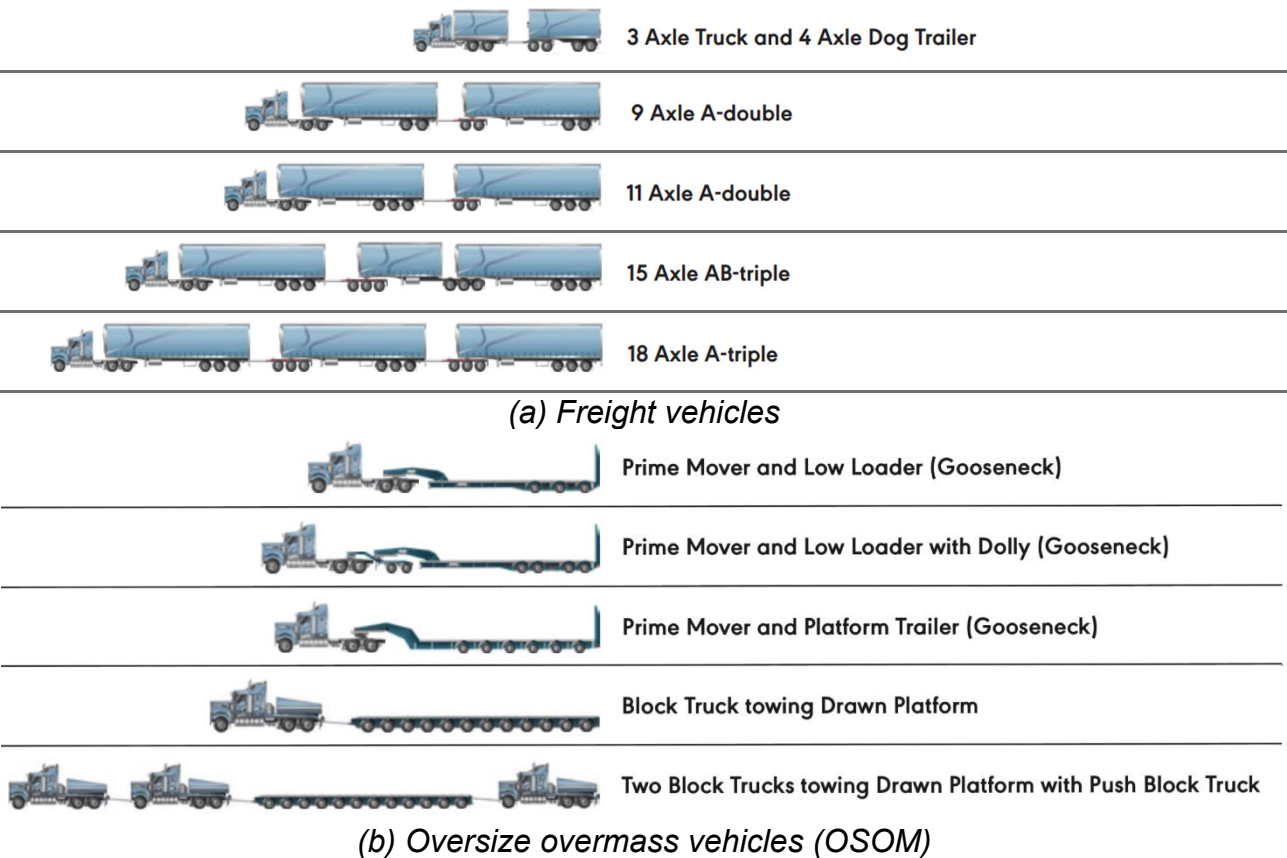 3 Axle Truck and 4 Axle Dog Trailer
9 Axle A-double
11 Axle A-double
15 Axle AB-triple
18 Axle A-triple
(a) Freight vehicles
Prime Mover and Low Loader (Gooseneck)
Prime Mover and Low Loader with Dolly (Gooseneck)
Prime Mover and Platform Trailer (Gooseneck)
Block Truck towing Drawn Platform
Two Block Trucks towing Drawn Platform with Push Block Truck
(b) Oversize overmass vehicles (OSOM)